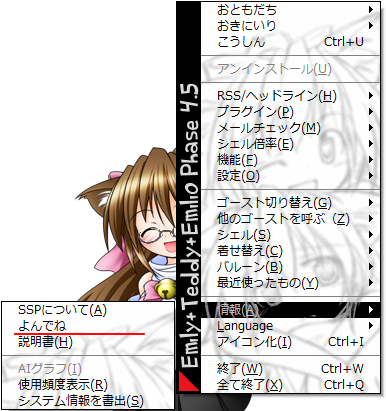 おともだち
おきにいり
こうしん Ctrl+U
アンインストール(U)
RSS/ヘッドライン(H)
プラグイン(P)
メールチェック(M)
シェル倍率(E)
機能(F)
設定(O)
ゴースト切り替え(G)
他のゴーストを呼ぶ(Z)
シェル(S)
着せ替え(C)
バルーン(B)
最近使ったもの(Y)
情報(A)
Language
アイコン化(I) Ctrl+I
終了(W) Ctrl+W
全て終了(X) Ctrl+Q
Emily+Teddy+Emilio Phase 4.5
SSPについて(A)
よんでね
説明書(H)
AIグラフ(I)
使用頻度表示(R)
システム情報を書出(S)